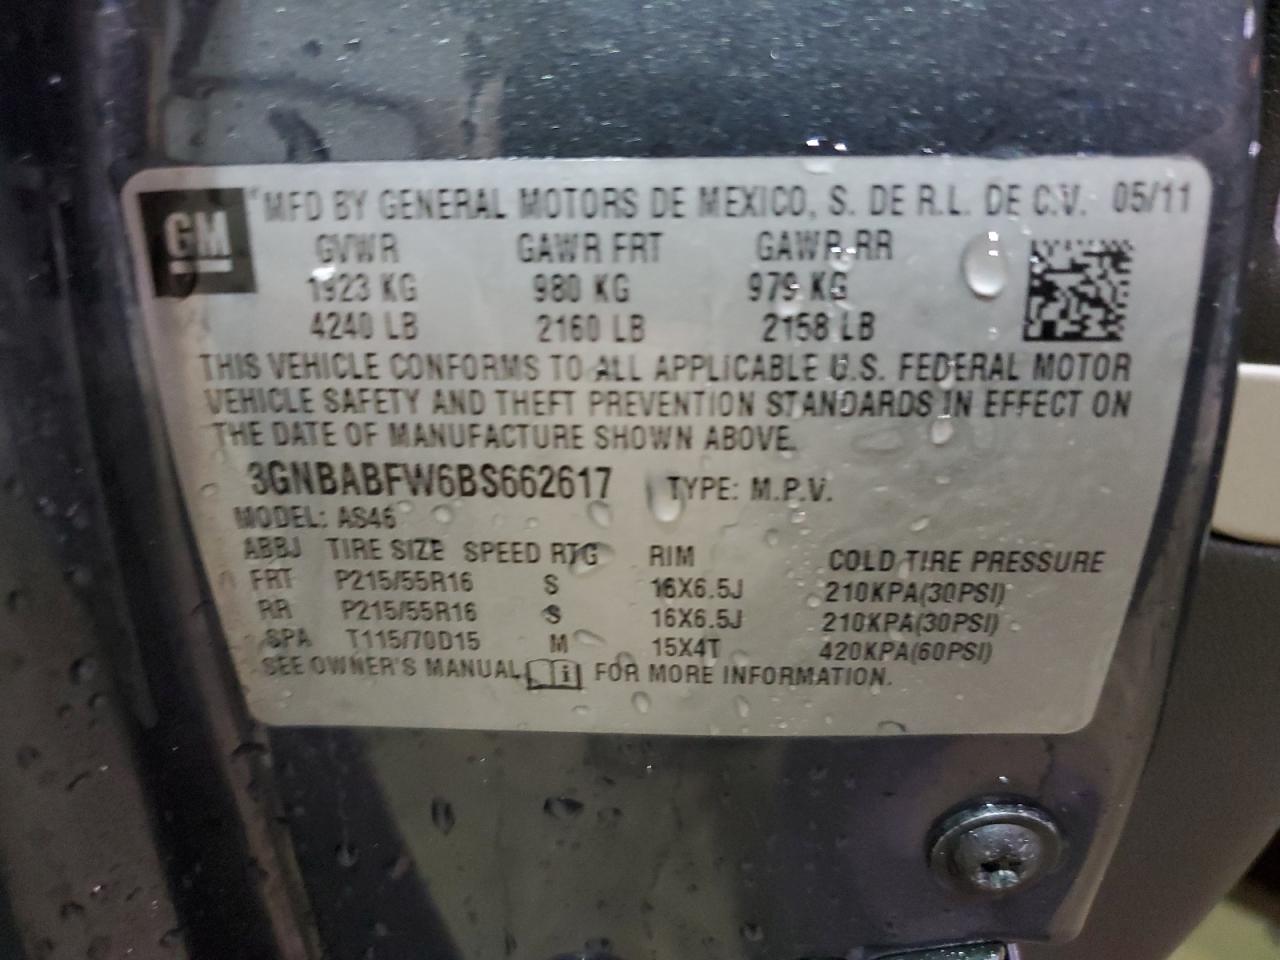 GM
MFD BY GENERAL MOTORS DE MEXICO, S. DE R.L. DE C.V. 05/11
GVWR GAWR FRT GAWR RR
1923 KG 980 KG 979 KG
4240 LB 2160 LB 2158 LB
THIS VEHICLE CONFORMS TO ALL APPLICABLE U.S. FEDERAL MOTOR
VEHICLE SAFETY AND THEFT PREVENTION STANDARDS IN EFFECT ON
THE DATE OF MANUFACTURE SHOWN ABOVE.
3GNBABFW6BS662617 TYPE: M.P.V.
MODEL: AS46
ABBJ TIRE SIZE SPEED RTG RIM COLD TIRE PRESSURE
FRT P215/55R16 S 16X6.5J 210KPA(30PSI)
RR P215/55R16 S 16X6.5J 210KPA(30PSI)
SPA T115/70D15 M 15X4T 420KPA(60PSI)
SEE OWNER'S MANUAL i FOR MORE INFORMATION.